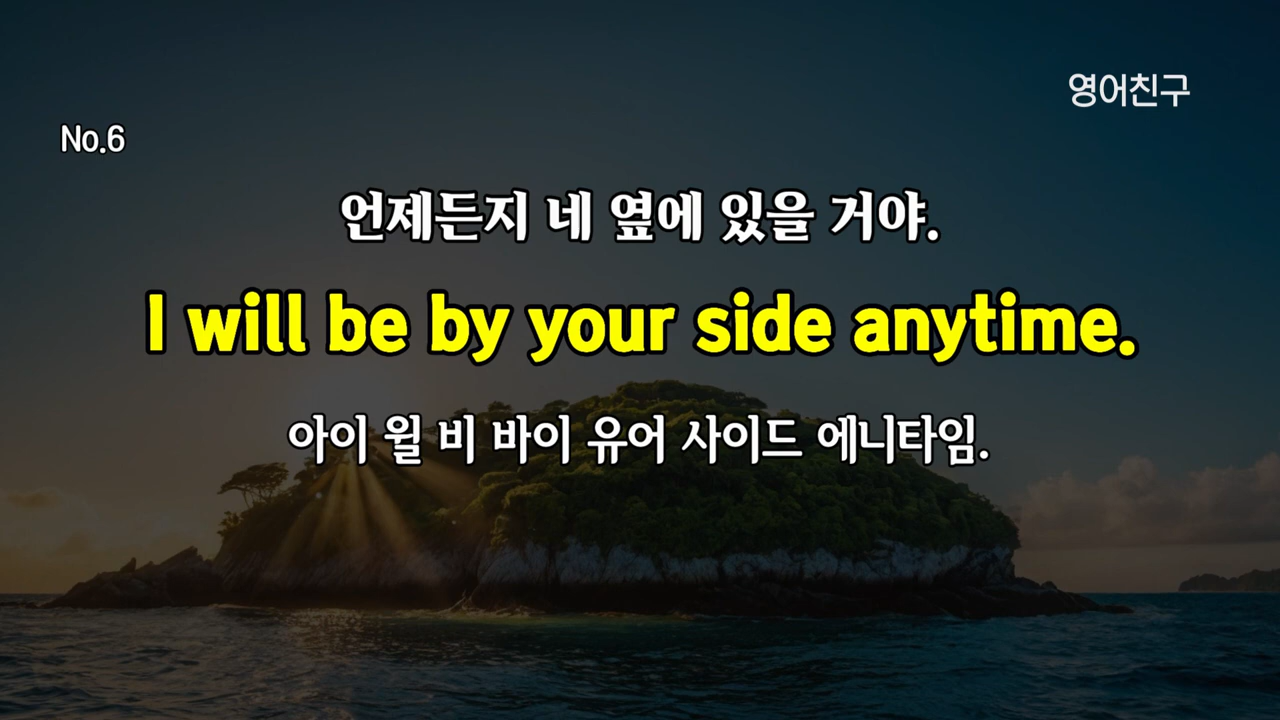 영어친구
No.6
언제든지 네 옆에 있을 거야.
I will be by your side anytime.
아이 윌 비 바이 유어 사이드 에니타임.